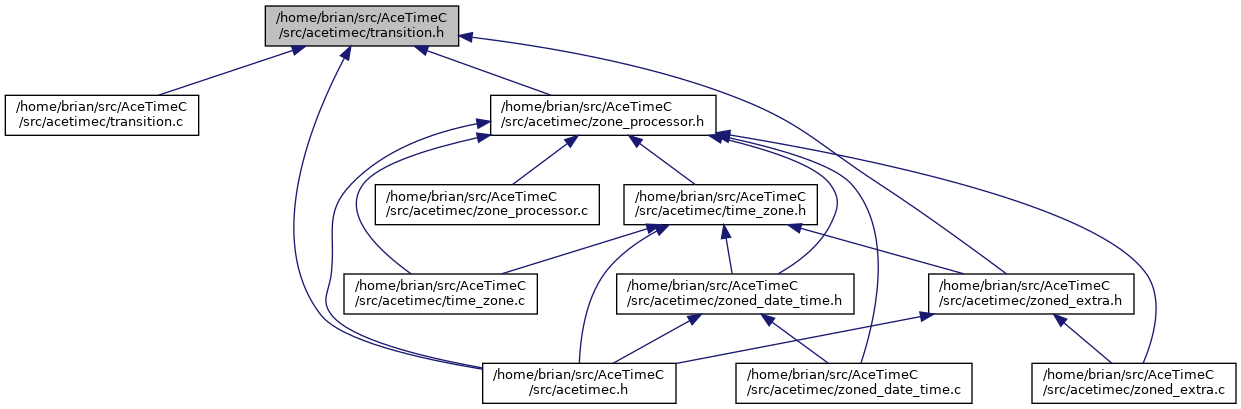 /home/brian/src/AceTimeC
/src/acetimec/transition.h
/home/brian/src/AceTimeC
/src/acetimec/transition.c
/home/brian/src/AceTimeC
/src/acetimec/zone_processor.h
/home/brian/src/AceTimeC
/src/acetimec/zone_processor.c
/home/brian/src/AceTimeC
/src/acetimec/time_zone.h
/home/brian/src/AceTimeC
/src/acetimec/time_zone.c
/home/brian/src/AceTimeC
/src/acetimec/zoned_date_time.h
/home/brian/src/AceTimeC
/src/acetimec/zoned_extra.h
/home/brian/src/AceTimeC
/src/acetimec.h
/home/brian/src/AceTimeC
/src/acetimec/zoned_date_time.c
/home/brian/src/AceTimeC
/src/acetimec/zoned_extra.c